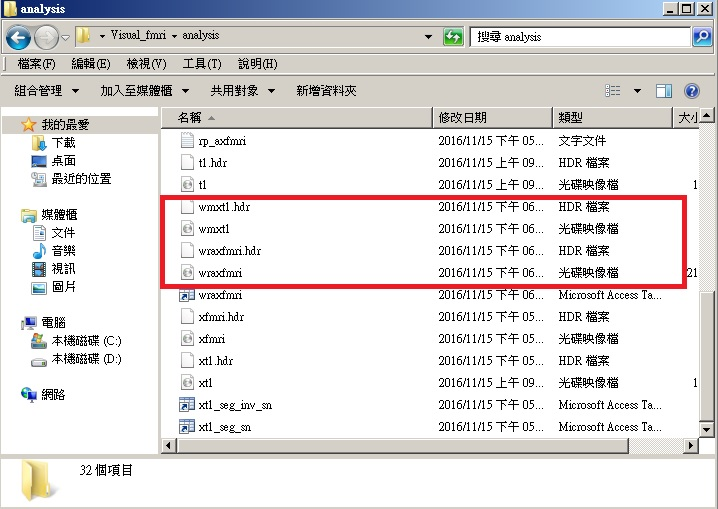 analysis
Visual_fmri analysis
搜尋 analysis
檔案(F) 編輯(E) 檢視(V) 工具(T) 說明(H)
組合管理 加入至媒體櫃 共用對象 新增資料夾
我的最愛
下載
桌面
最近的位置
媒體櫃
文件
音樂
視訊
圖片
電腦
本機磁碟 (C:)
本機磁碟 (D:)
網路
名稱 修改日期 類型 大小
rp_axfmri 2016/11/15 下午 05... 文字文件
t1.hdr 2016/11/15 上午 09... HDR 檔案
t1 2016/11/15 上午 09... 光碟映像檔 1
wmxt1.hdr 2016/11/15 下午 06... HDR 檔案
wmxt1 2016/11/15 下午 06... 光碟映像檔
wraxfmri.hdr 2016/11/15 下午 06... HDR 檔案
wraxfmri 2016/11/15 下午 06... 光碟映像檔 21
wraxfmri 2016/11/15 下午 06... Microsoft Access Ta...
xfmri.hdr 2016/11/15 下午 05... HDR 檔案
xfmri 2016/11/15 下午 05... 光碟映像檔
xt1.hdr 2016/11/15 下午 05... HDR 檔案
xt1 2016/11/15 上午 09... 光碟映像檔 1
xt1_seg_inv_sn 2016/11/15 下午 05... Microsoft Access Ta...
xt1_seg_sn 2016/11/15 下午 05... Microsoft Access Ta...
32 個項目